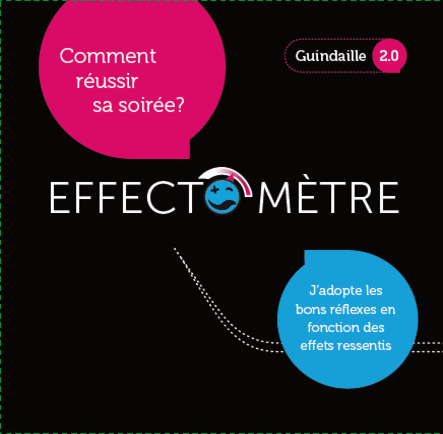 Comment
réussir
sa soirée?
Guindaille 2.0
EFFECTOMÈTRE
J'adopte les
bons réflexes en
fonction des
effets ressentis